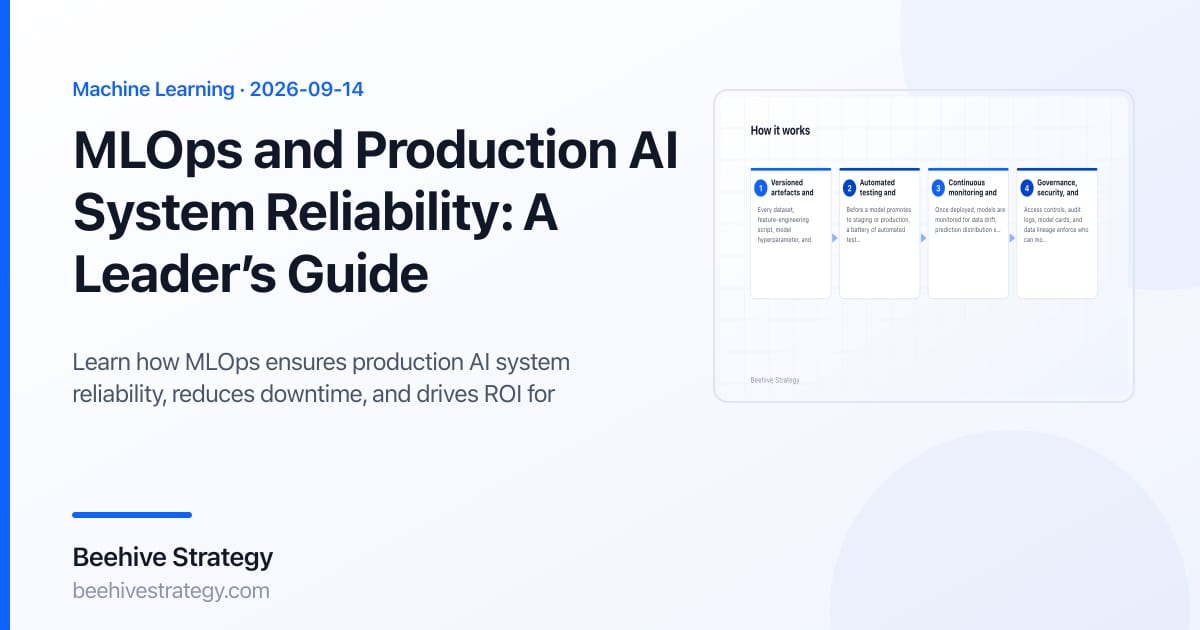 Machine Learning · 2026-09-14
MLOps and Production AI
System Reliability: A
Leader’s Guide
Learn how MLOps ensures production AI system
reliability, reduces downtime, and drives ROI for
Beehive Strategy
beehivestrategy.com
How it works
1
Versioned
artefacts and
Every dataset,
feature-engineering
script, model
hyperparameter, and
2
Automated
testing and
Before a model promotes
to staging or production,
a battery of automated
test...
3
Continuous
monitoring and
Once deployed, models are
monitored for data drift,
prediction distribution s...
4
Governance,
security, and
Access controls, audit
logs, model cards, and
data lineage enforce who
can mo...
Beehive Strategy